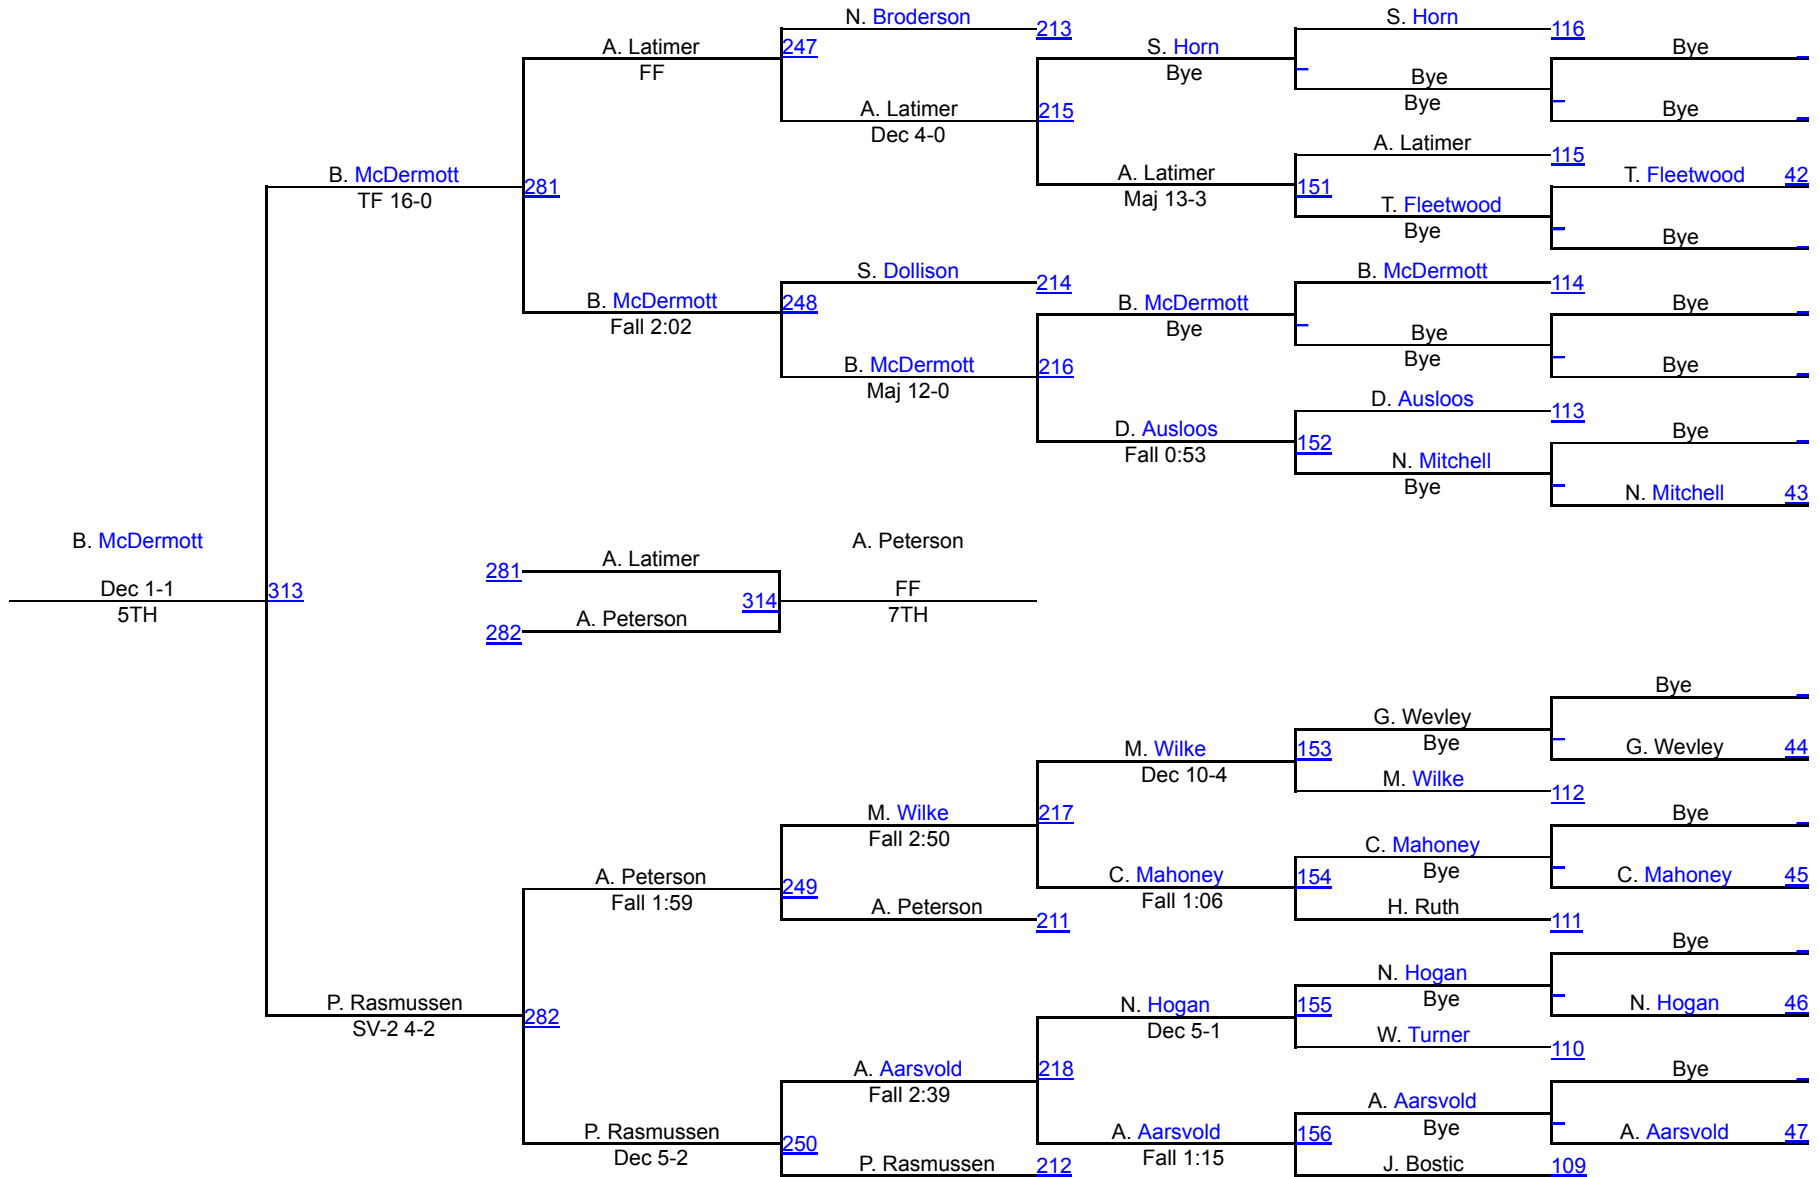 N. Broderson 213
S. Horn 116
A. Latimer 247
FF
S. Horn
Bye
Bye
Bye
Bye
Bye
A. Latimer 215
Dec 4-0
A. Latimer 115
B. McDermott 281
TF 16-0
A. Latimer 151
Maj 13-3
T. Fleetwood 42
T. Fleetwood
Bye
Bye
S. Dollison 214
B. McDermott 114
B. McDermott 248
Fall 2:02
B. McDermott
Bye
Bye
Bye
Bye
B. McDermott 216
Maj 12-0
Bye
D. Ausloos 113
D. Ausloos 152
Fall 0:53
Bye
N. Mitchell
Bye
N. Mitchell 43
B. McDermott
A. Peterson
281 A. Latimer
Dec 1-1 313
5TH
314 FF
7TH
282 A. Peterson
Bye
G. Wevley
Bye
M. Wilke 153
Dec 10-4
G. Wevley 44
M. Wilke 112
M. Wilke 217
Fall 2:50
Bye
C. Mahoney
Bye
A. Peterson 249
Fall 1:59
C. Mahoney 154
Fall 1:06
C. Mahoney 45
A. Peterson 211
H. Ruth 111
Bye
N. Hogan
Bye
P. Rasmussen 282
SV-2 4-2
N. Hogan 155
Dec 5-1
N. Hogan 46
W. Turner 110
A. Aarsvold 218
Fall 2:39
Bye
A. Aarsvold
Bye
P. Rasmussen 250
Dec 5-2
A. Aarsvold 156
Fall 1:15
A. Aarsvold 47
P. Rasmussen 212
J. Bostic 109